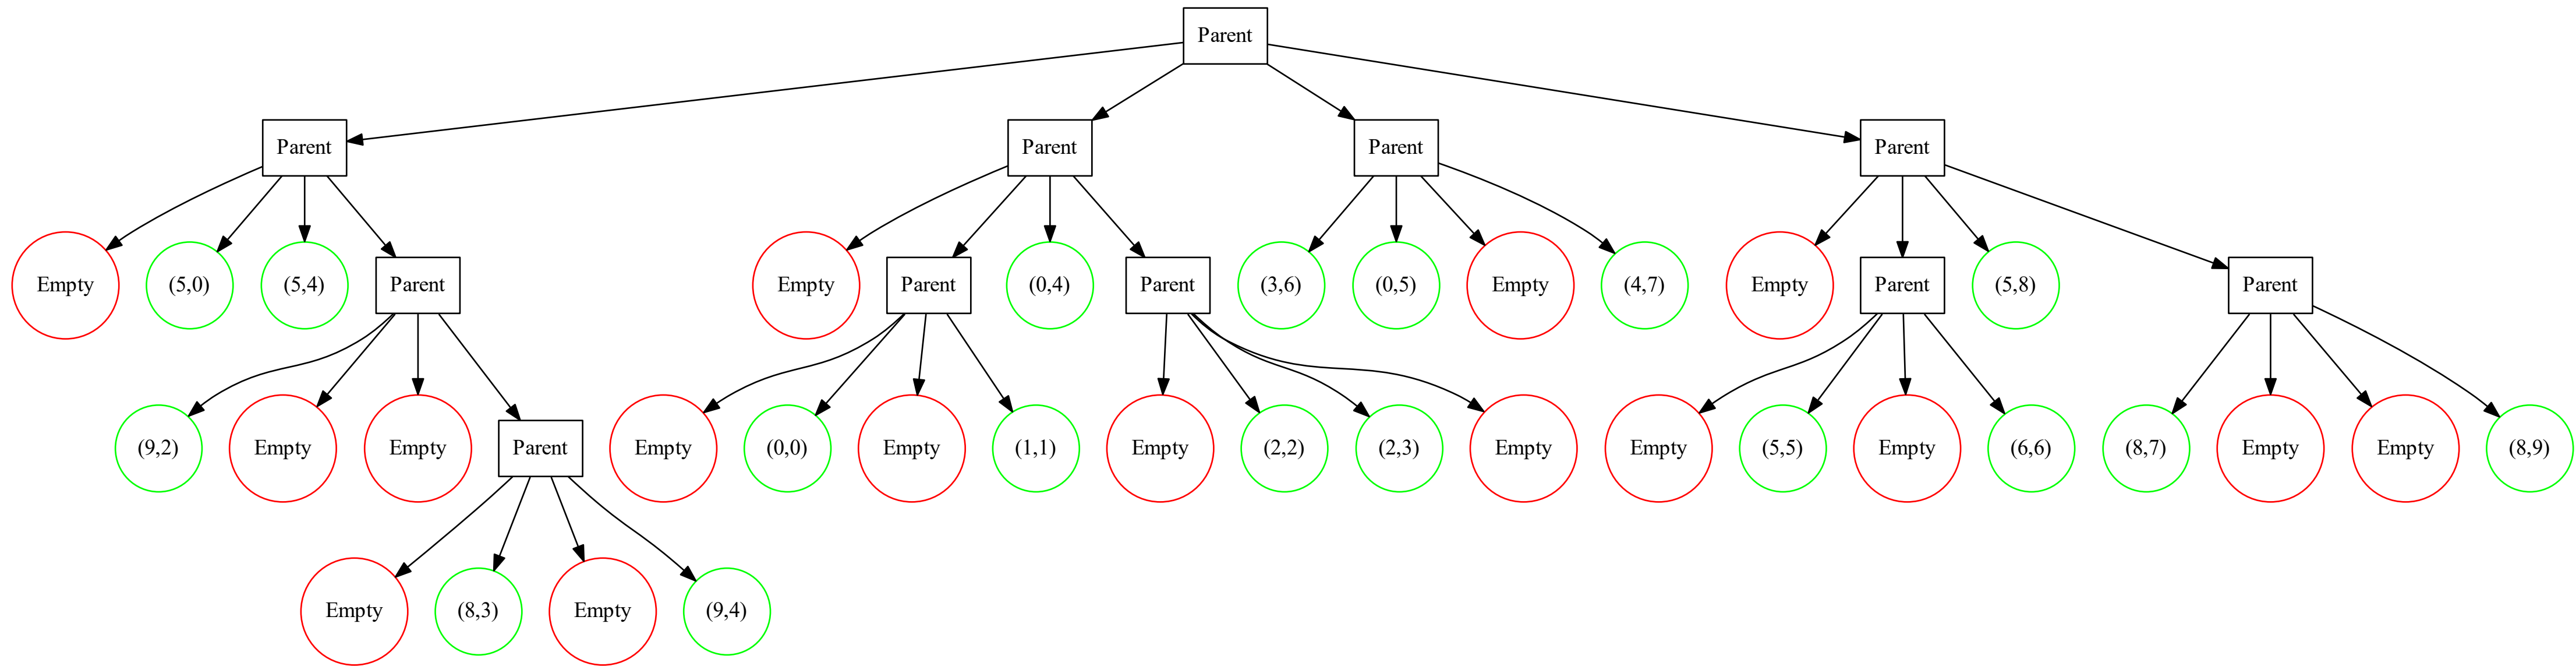 Parent
Parent
Parent
Parent
Parent
Empty
(5,0)
(5,4)
Parent
Empty
Parent
(0,4)
Parent
(3,6)
(0,5)
Empty
(4,7)
Empty
Parent
(5,8)
Parent
(9,2)
Empty
Empty
Parent
Empty
(0,0)
Empty
(1,1)
Empty
(2,2)
(2,3)
Empty
Empty
(5,5)
Empty
(6,6)
(8,7)
Empty
Empty
(8,9)
Empty
(8,3)
Empty
(9,4)